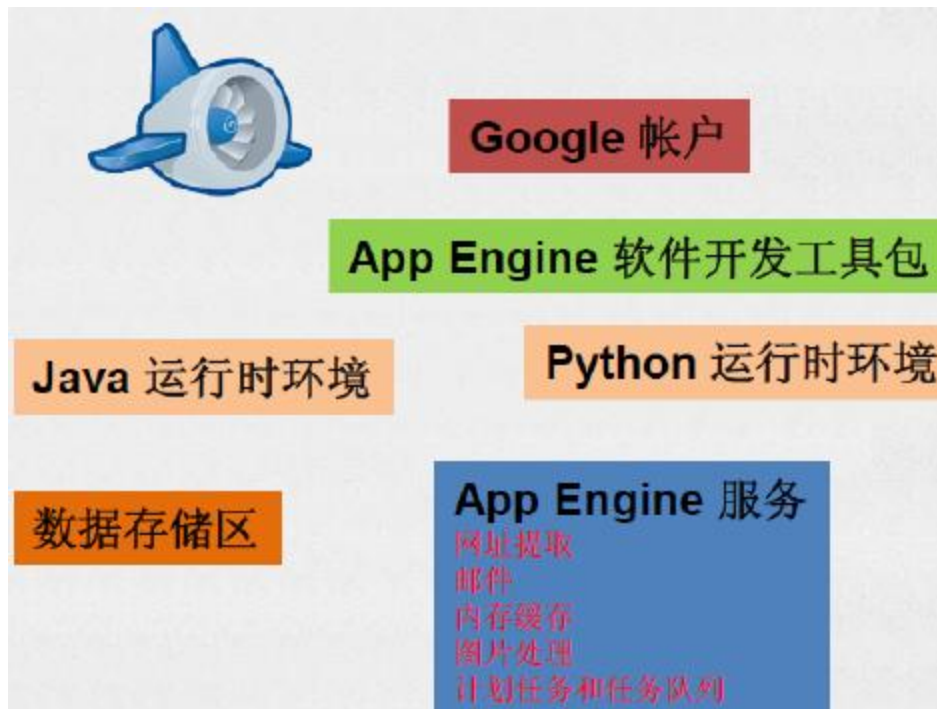 Google 帐户
App Engine 软件开发工具包
Java 运行时环境
Python 运行时环境
数据存储区
App Engine 服务
网址提取
邮件
内存缓存
图片处理
计划任务和任务队列